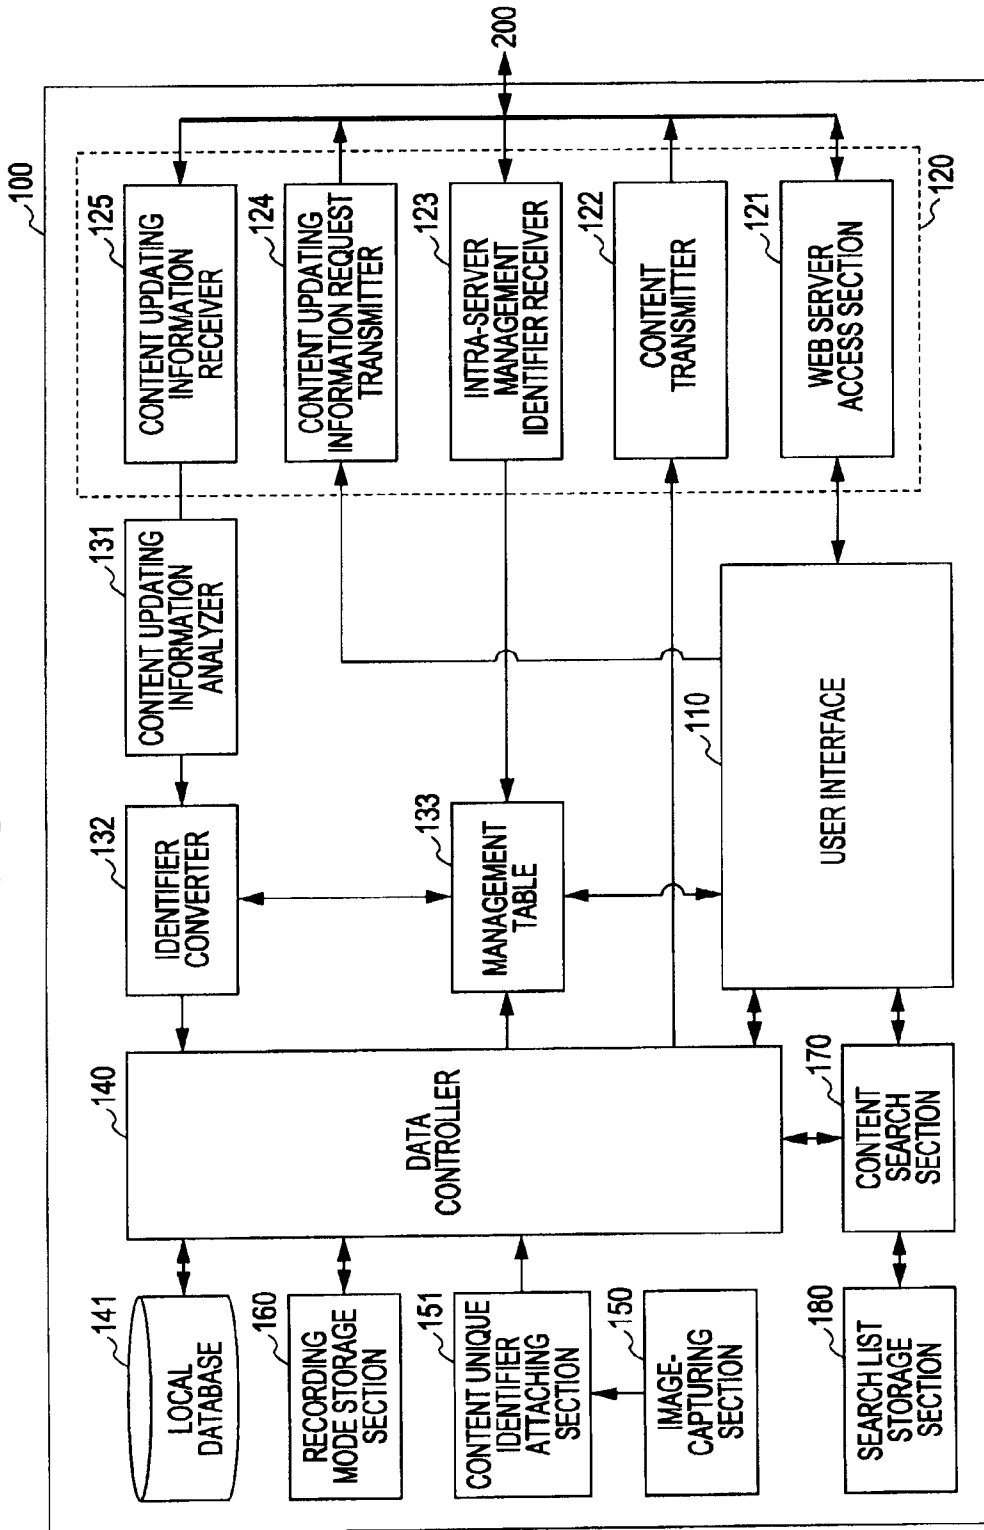 100
200
LOCAL
DATABASE
141
RECORDING
MODE STORAGE
SECTION
160
CONTENT UNIQUE
IDENTIFIER
ATTACHING
SECTION
151
IMAGE-
CAPTURING
SECTION
150
SEARCH LIST
STORAGE
SECTION
180
DATA
CONTROLLER
140
CONTENT
SEARCH
SECTION
170
IDENTIFIER
CONVERTER
132
MANAGEMENT
TABLE
133
USER INTERFACE
110
CONTENT UPDATING
INFORMATION
ANALYZER
131
CONTENT UPDATING
INFORMATION
RECEIVER
125
CONTENT UPDATING
INFORMATION REQUEST
TRANSMITTER
124
INTRA-SERVER
MANAGEMENT
IDENTIFIER RECEIVER
123
CONTENT
TRANSMITTER
122
WEB SERVER
ACCESS SECTION
121
120